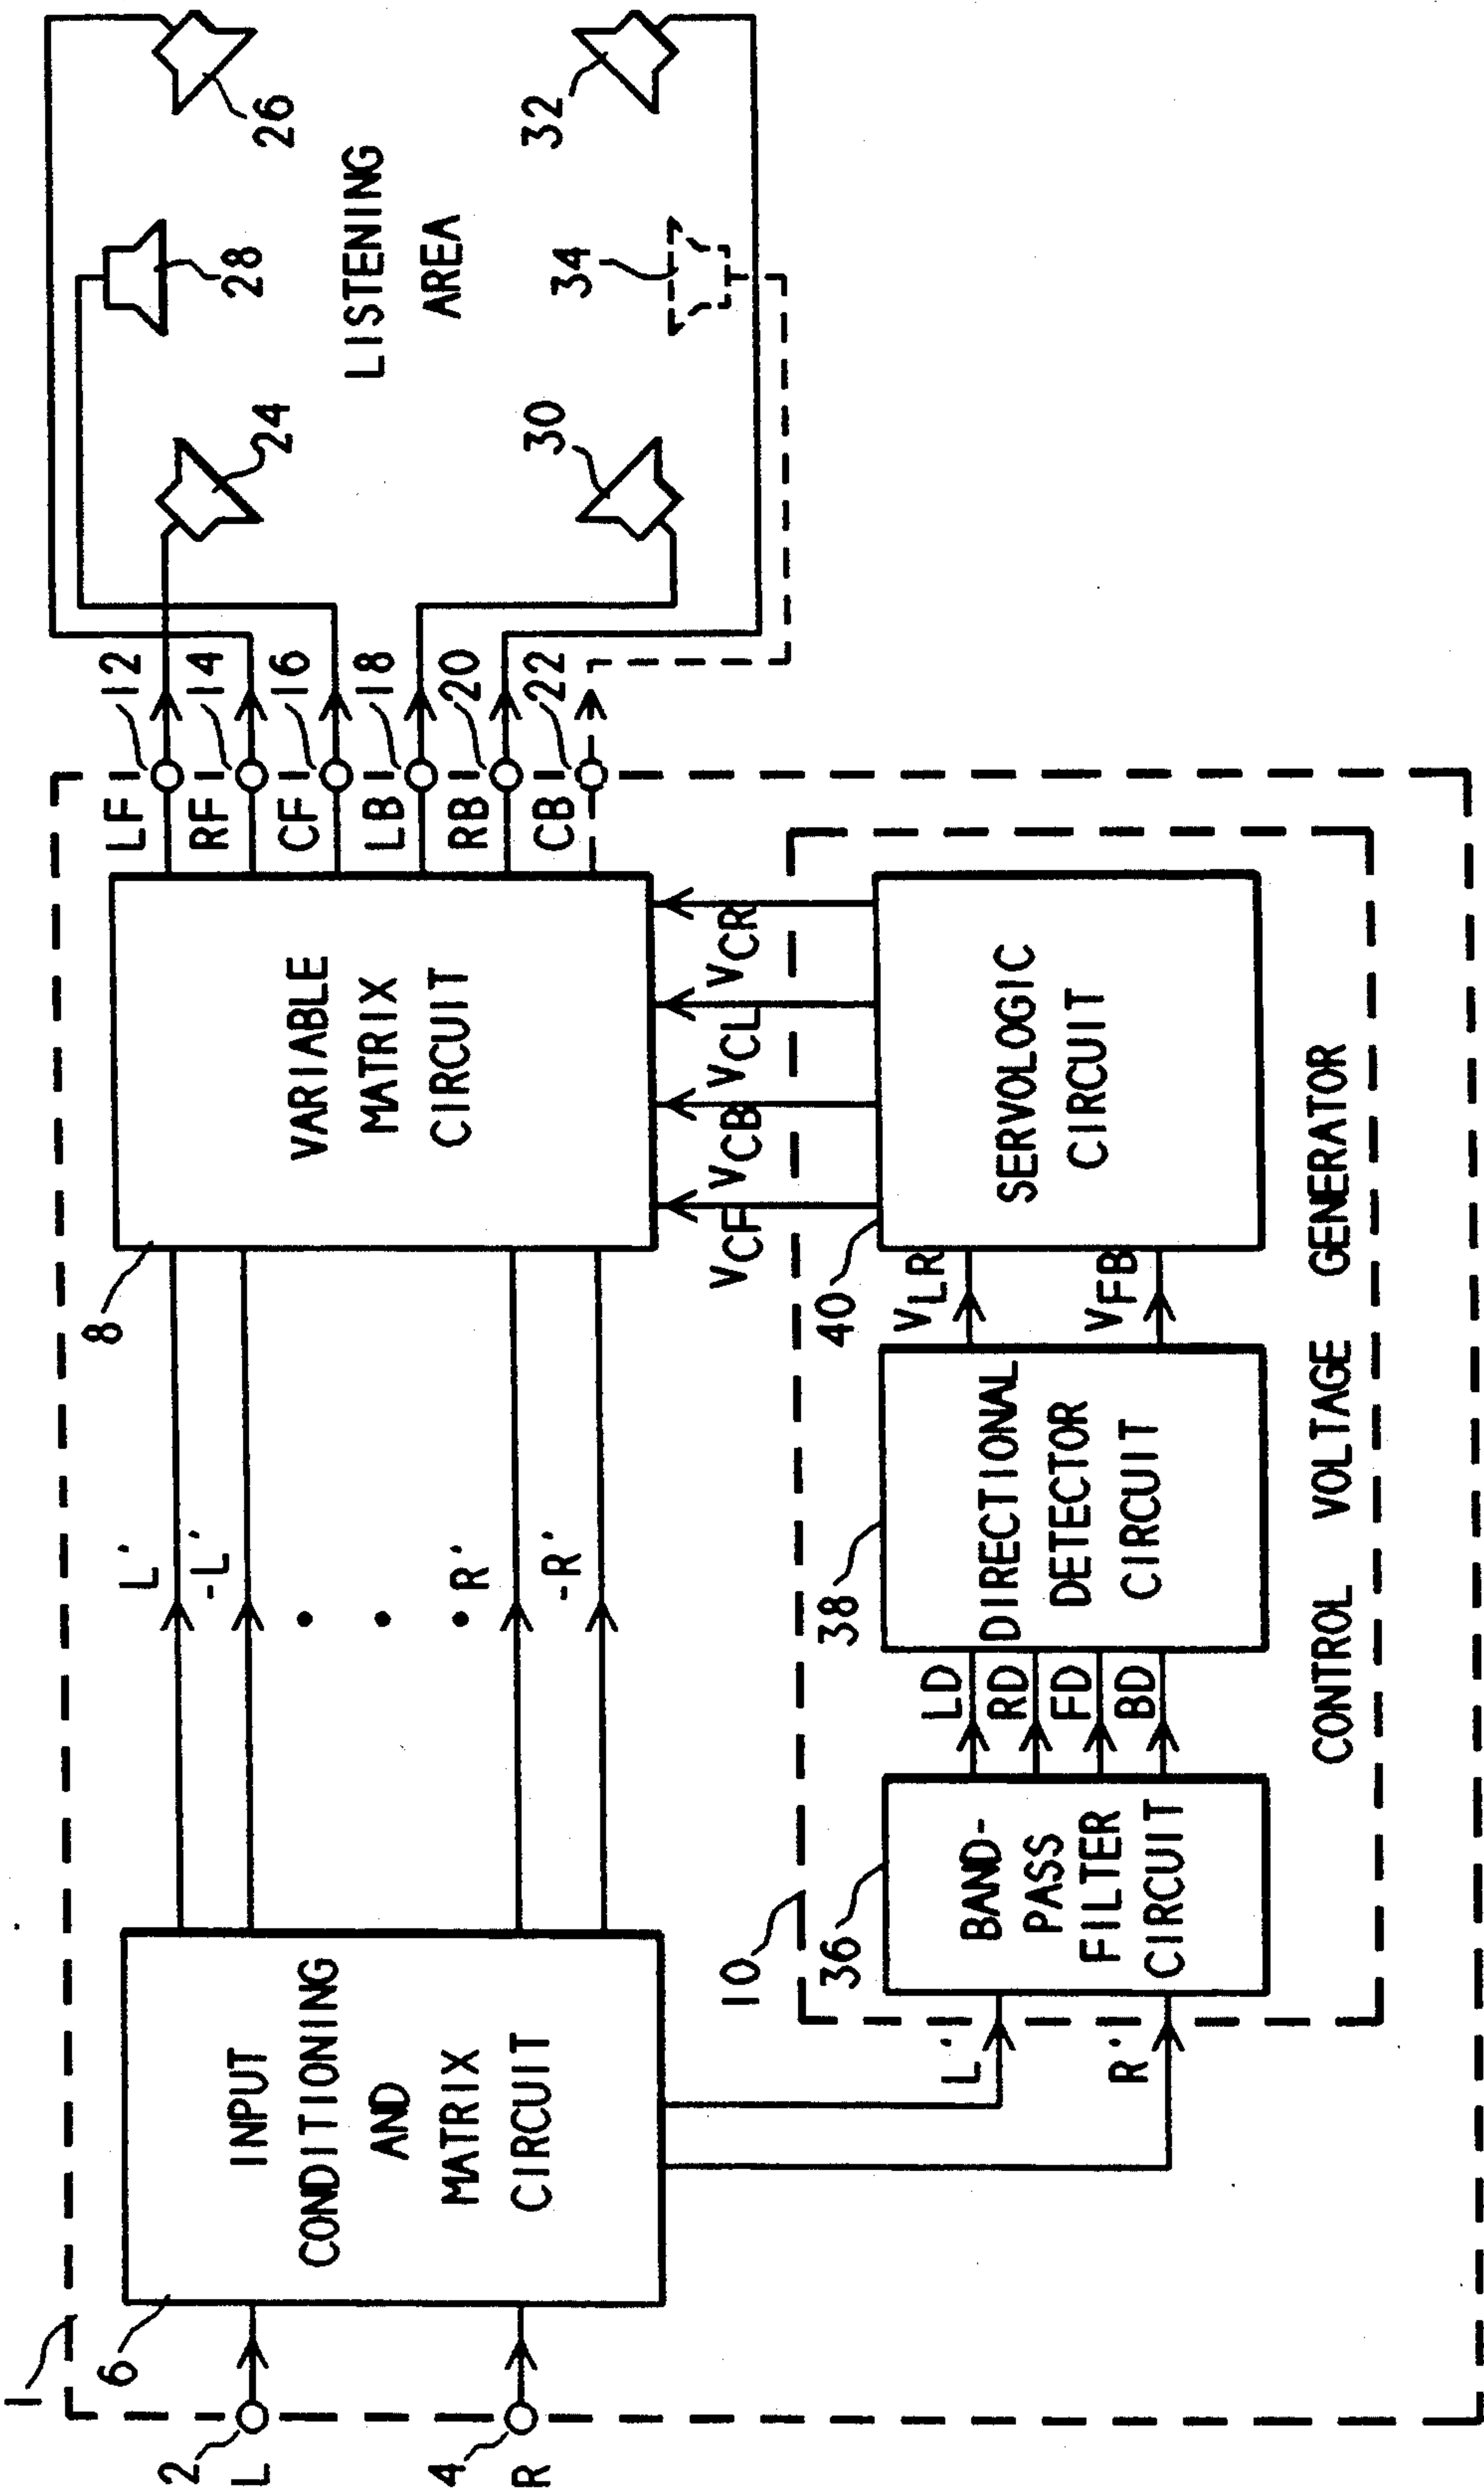 1
2
L
4
R
6
INPUT
CONDITIONING
AND
MATRIX
CIRCUIT
L'
-L'
R'
-R'
8
VARIABLE
MATRIX
CIRCUIT
LF
RF
CF
LB
RB
CB
12
14
16
18
20
22
24
28
26
LISTENING
AREA
30
34
32
L'
R'
10
36
BAND-
PASS
FILTER
CIRCUIT
LD
RD
FD
BD
38
DIRECTIONAL
DETECTOR
CIRCUIT
VLR
VFB
40
SERVOLOGIC
CIRCUIT
VCF
VCB
VCL
VCR
CONTROL VOLTAGE GENERATOR